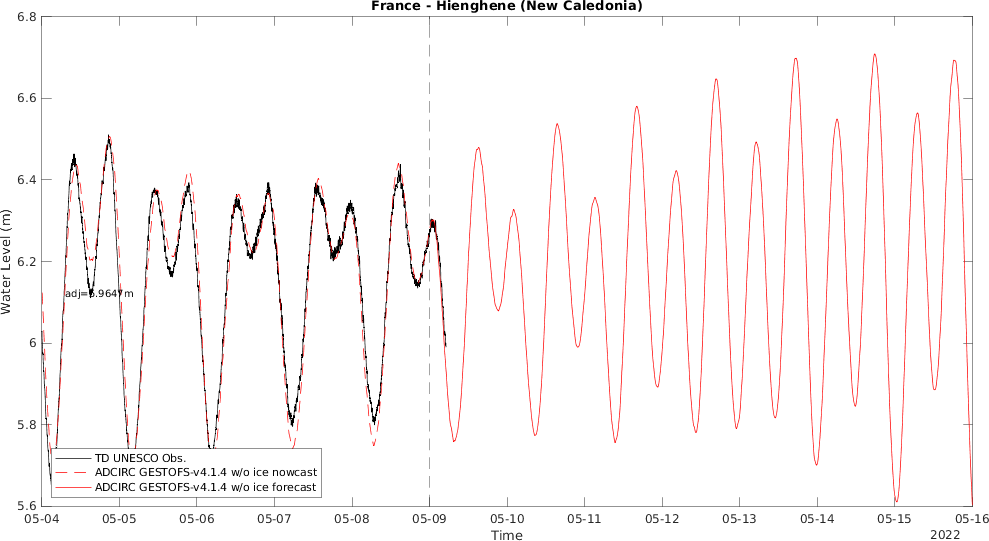 France - Hienghene (New Caledonia)
Water Level (m)
6.8
6.6
6.4
6.2
6
5.8
5.6
TD UNESCO Obs.
ADCIRC GESTOFS-v4.1.4 w/o ice nowcast
ADCIRC GESTOFS-v4.1.4 w/o ice forecast
05-04 05-05 05-06 05-07 05-08 05-09 05-10 05-11 05-12 05-13 05-14 05-15 05-16
Time
2022